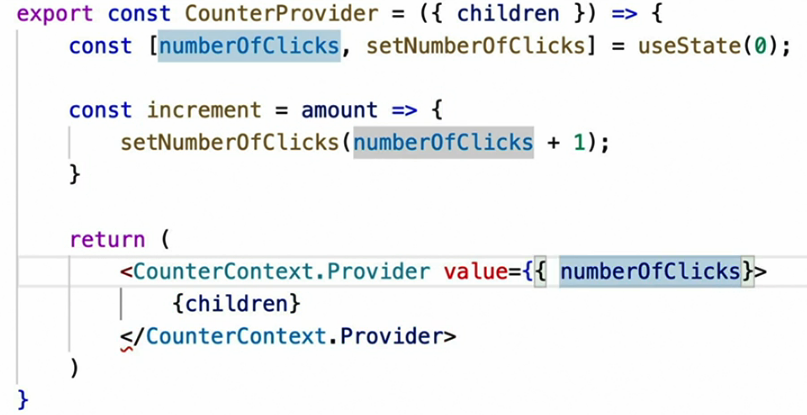 export const CounterProvider = ({ children }) => {
const [numberOfClicks, setNumberOfClicks] = useState(0);
const increment = amount => {
setNumberOfClicks(numberOfClicks + 1);
}
return (
<CounterContext.Provider value={{ numberOfClicks}>
{children}
</CounterContext.Provider>
)
}